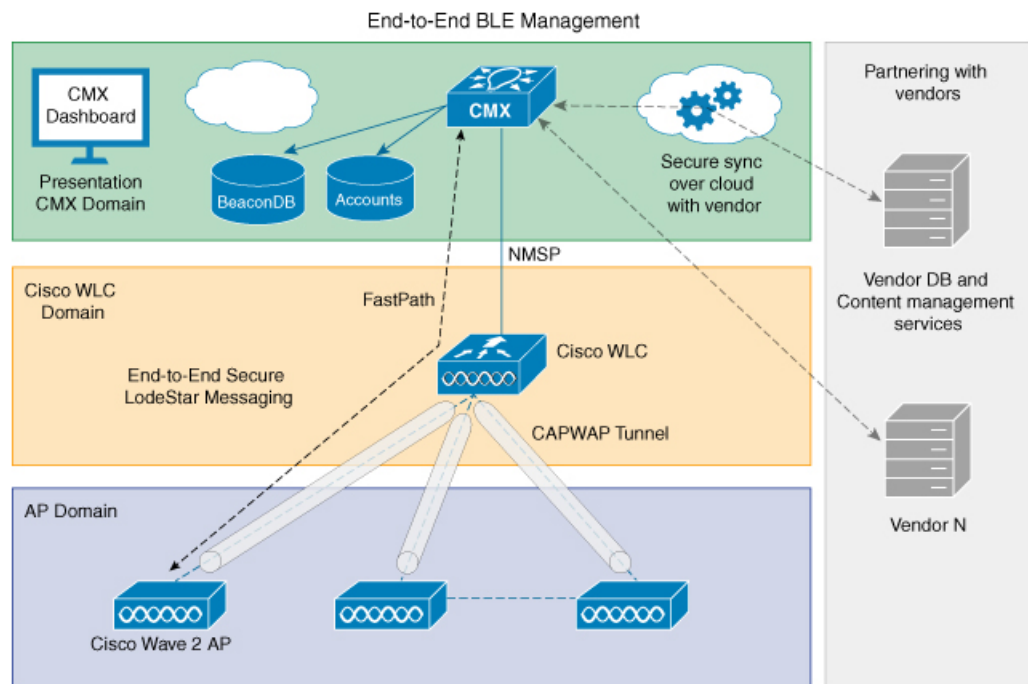 End-to-End BLE Management
CMX
Dashboard
Presentation
CMX Domain
BeaconDB
Accounts
CMX
Secure sync
over cloud
with vendor
Partnering with
vendors
Vendor DB and
Content management
services
Vendor N
NMSP
Cisco WLC
Domain
FastPath
Cisco WLC
End-to-End Secure
LodeStar Messaging
CAPWAP Tunnel
AP Domain
Cisco Wave 2 AP